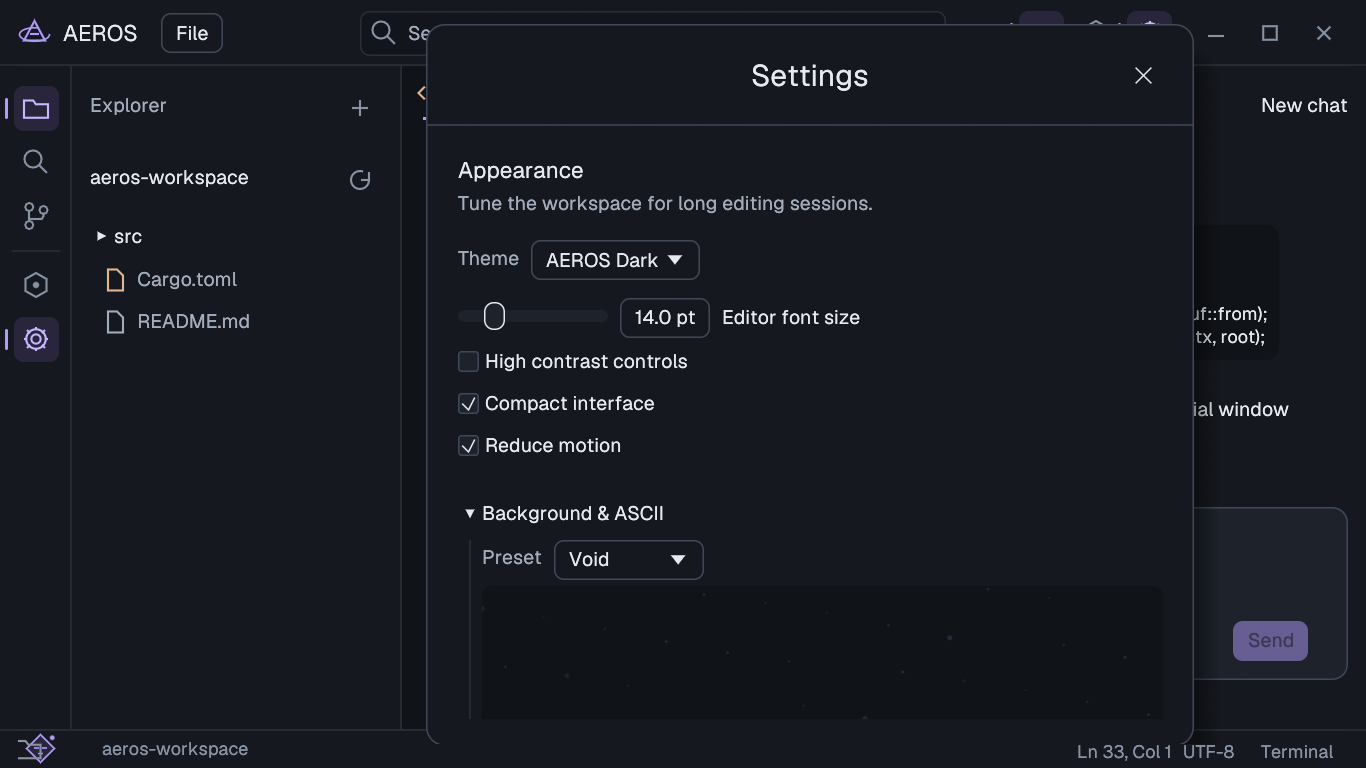 AEROS File Se
Settings
Explorer
New chat
aeros-workspace
src
Cargo.toml
README.md
Appearance
Tune the workspace for long editing sessions.
Theme AEROS Dark
14.0 pt Editor font size
High contrast controls
Compact interface
Reduce motion
Background & ASCII
Preset Void
uf::from);
tx, root);
ial window
Send
aeros-workspace
Ln 33, Col 1 UTF-8 Terminal